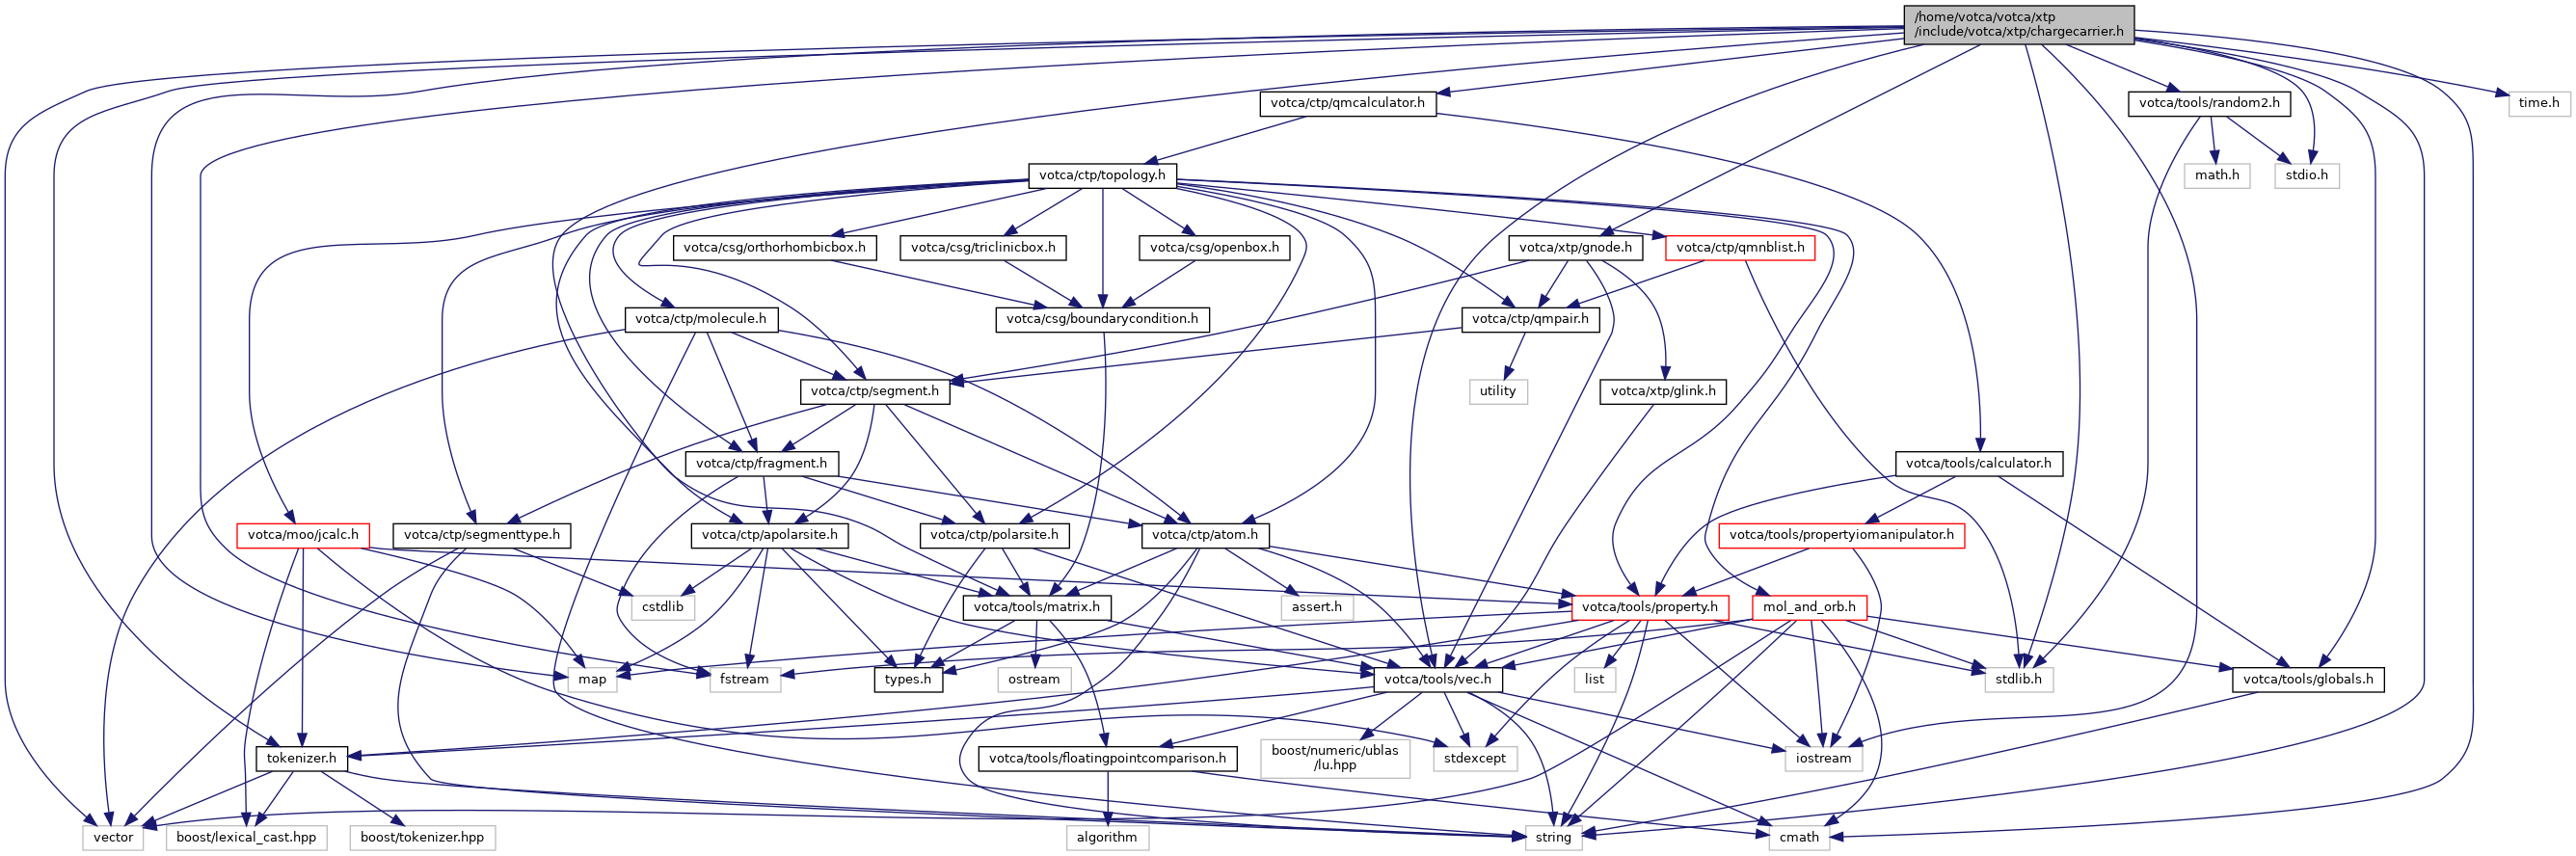 /home/votca/votca/xtp
/include/votca/xtp/chargecarrier.h
votca/ctp/qmcalculator.h
votca/tools/random2.h
time.h
votca/ctp/topology.h
math.h
stdio.h
votca/csg/orthorhombicbox.h
votca/csg/triclinicbox.h
votca/csg/openbox.h
votca/xtp/gnode.h
votca/ctp/qmnblist.h
votca/ctp/molecule.h
votca/csg/boundarycondition.h
votca/ctp/qmpair.h
votca/ctp/segment.h
utility
votca/xtp/glink.h
votca/ctp/fragment.h
votca/tools/calculator.h
votca/moo/jcalc.h
votca/ctp/segmenttype.h
votca/ctp/apolarsite.h
votca/ctp/polarsite.h
votca/ctp/atom.h
votca/tools/propertyiomanipulator.h
cstdlib
votca/tools/matrix.h
assert.h
votca/tools/property.h
mol_and_orb.h
map
fstream
types.h
ostream
votca/tools/vec.h
list
stdlib.h
votca/tools/globals.h
tokenizer.h
votca/tools/floatingpointcomparison.h
boost/numeric/ublas
/lu.hpp
stdexcept
iostream
vector
boost/lexical_cast.hpp
boost/tokenizer.hpp
algorithm
string
cmath